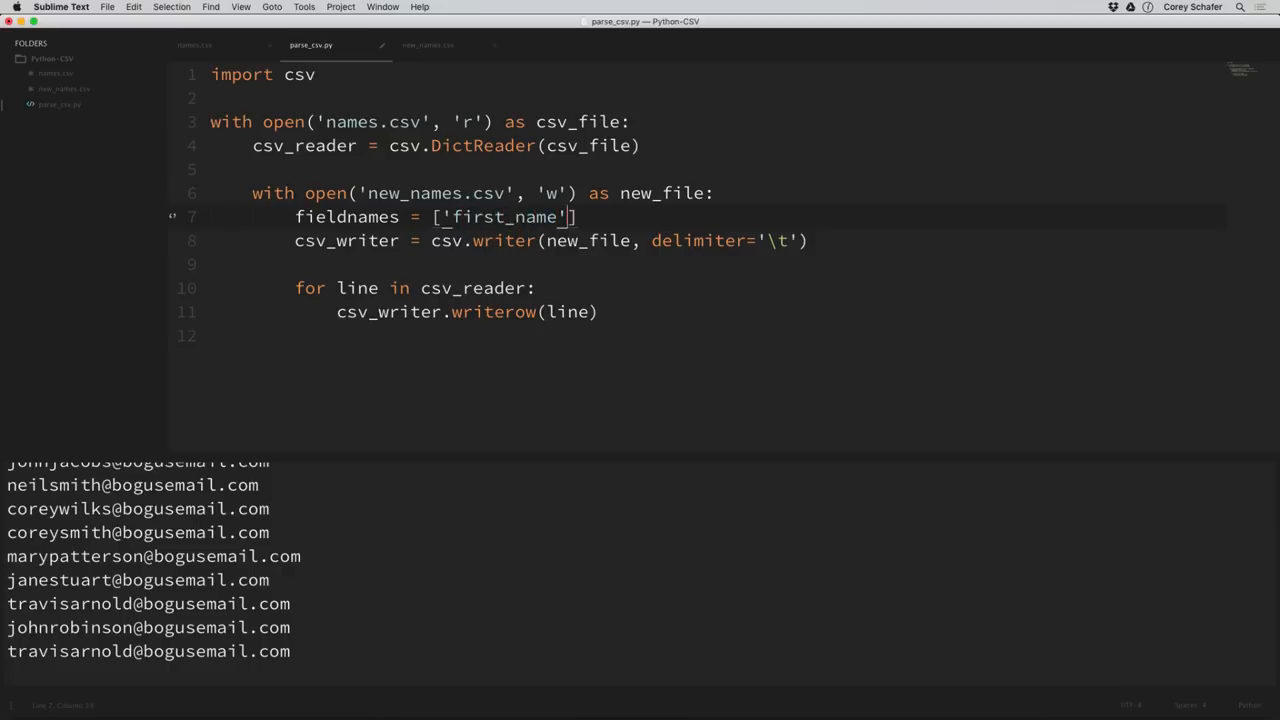 Sublime Text File Edit Selection Find View Goto Tools Project Window Help Corey Schafer
parse_csv.py — Python-CSV
FOLDERS
Python-CSV
names.csv
new_names.csv
parse_csv.py
names.csv parse_csv.py new_names.csv
1 import csv
2
3 with open('names.csv', 'r') as csv_file:
4 csv_reader = csv.DictReader(csv_file)
5
6 with open('new_names.csv', 'w') as new_file:
7 fieldnames = ['first_name']
8 csv_writer = csv.writer(new_file, delimiter='\t')
9
10 for line in csv_reader:
11 csv_writer.writerow(line)
12
johnjacobs@bogusemail.com
neilsmith@bogusemail.com
coreywilks@bogusemail.com
coreysmith@bogusemail.com
marypatterson@bogusemail.com
janestuart@bogusemail.com
travisarnold@bogusemail.com
johnrobinson@bogusemail.com
travisarnold@bogusemail.com
Line 7, Column UTF-8 Spaces: 4 Python